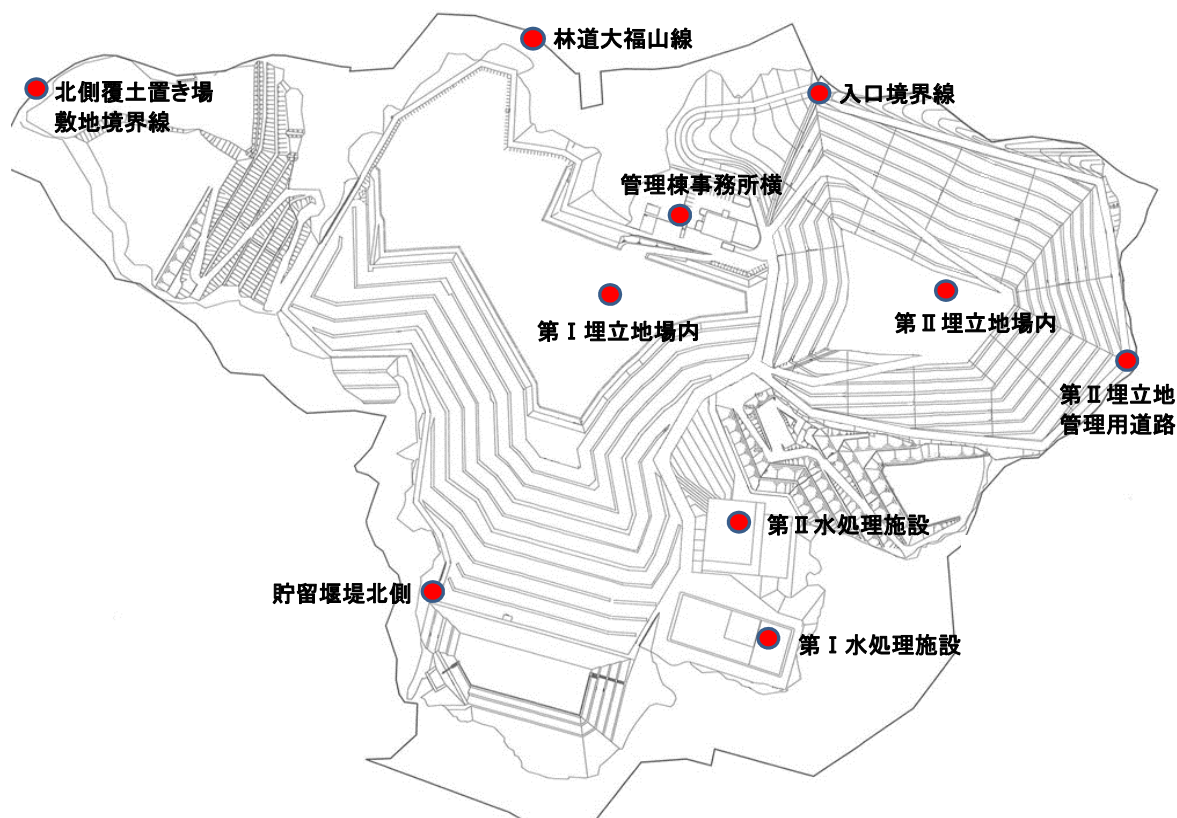 林道大福山線
北側覆土置き場
敷地境界線
入口境界線
管理棟事務所横
第Ⅰ埋立地場内
第Ⅱ埋立地場内
第Ⅱ埋立地
管理用道路
第Ⅱ水処理施設
貯留堰堤北側
第Ⅰ水処理施設